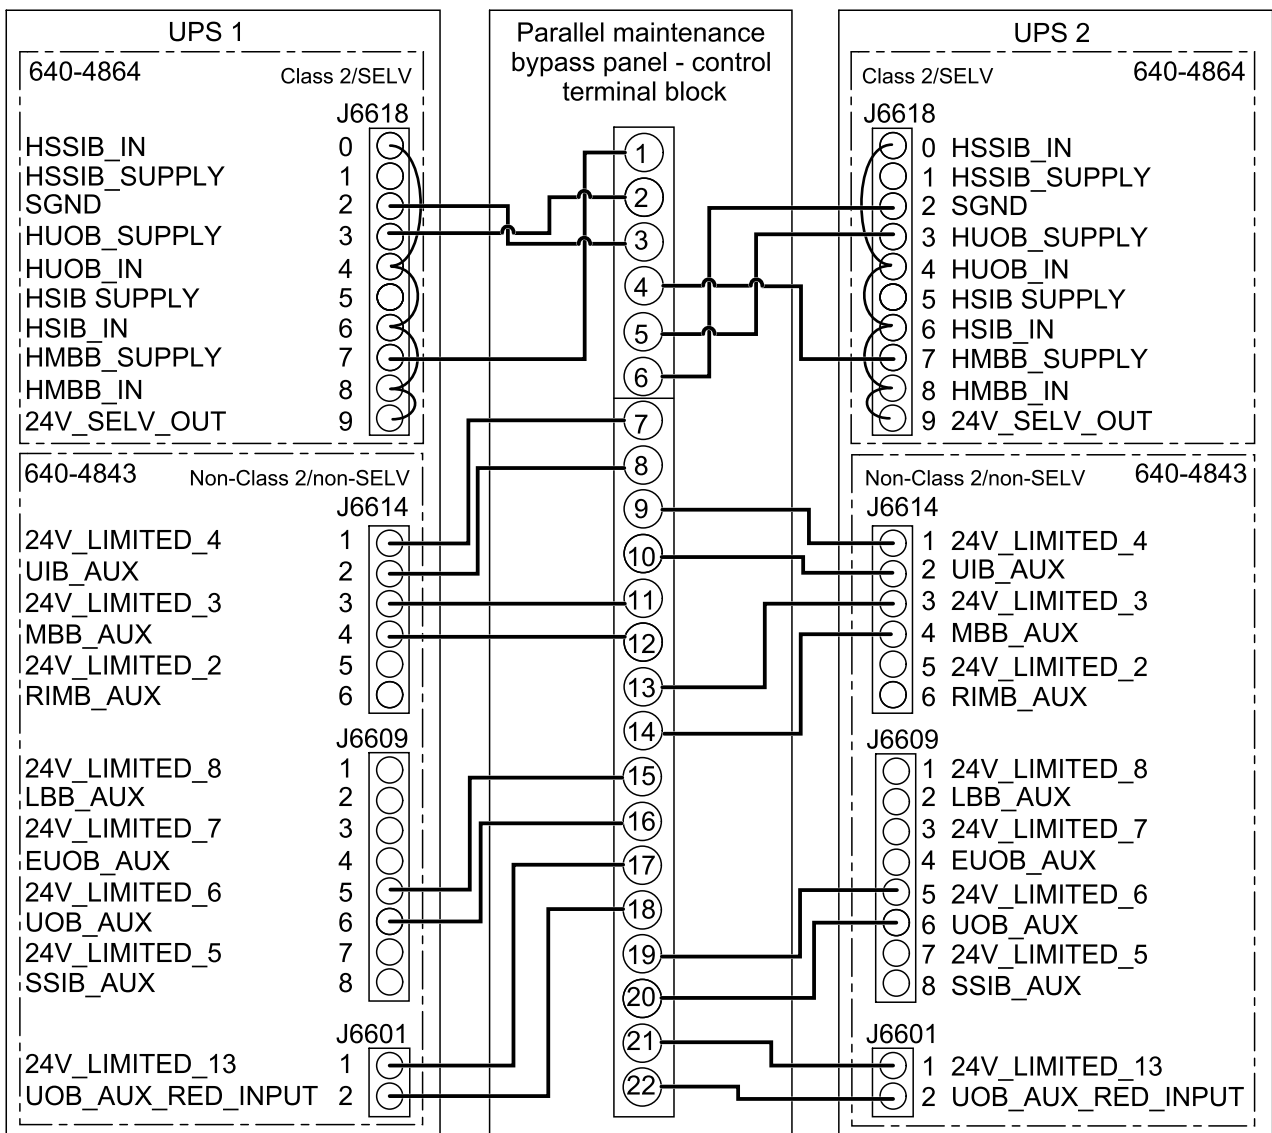 UPS 1
640-4864
Class 2/SELV
J6618
HSSIB_IN 0
HSSIB_SUPPLY 1
SGND 2
HUOB_SUPPLY 3
HUOB_IN 4
HSIB SUPPLY 5
HSIB_IN 6
HMBB_SUPPLY 7
HMBB_IN 8
24V_SELV_OUT 9
640-4843
Non-Class 2/non-SELV
J6614
24V_LIMITED_4 1
UIB_AUX 2
24V_LIMITED_3 3
MBB_AUX 4
24V_LIMITED_2 5
RIMB_AUX 6
J6609
24V_LIMITED_8 1
LBB_AUX 2
24V_LIMITED_7 3
EUOB_AUX 4
24V_LIMITED_6 5
UOB_AUX 6
24V_LIMITED_5 7
SSIB_AUX 8
J6601
24V_LIMITED_13 1
UOB_AUX_RED_INPUT 2
Parallel maintenance
bypass panel - control
terminal block
1
2
3
4
5
6
7
8
9
10
11
12
13
14
15
16
17
18
19
20
21
22
UPS 2
Class 2/SELV
640-4864
J6618
0 HSSIB_IN
1 HSSIB_SUPPLY
2 SGND
3 HUOB_SUPPLY
4 HUOB_IN
5 HSIB SUPPLY
6 HSIB_IN
7 HMBB_SUPPLY
8 HMBB_IN
9 24V_SELV_OUT
Non-Class 2/non-SELV
640-4843
J6614
1 24V_LIMITED_4
2 UIB_AUX
3 24V_LIMITED_3
4 MBB_AUX
5 24V_LIMITED_2
6 RIMB_AUX
J6609
1 24V_LIMITED_8
2 LBB_AUX
3 24V_LIMITED_7
4 EUOB_AUX
5 24V_LIMITED_6
6 UOB_AUX
7 24V_LIMITED_5
8 SSIB_AUX
J6601
1 24V_LIMITED_13
2 UOB_AUX_RED_INPUT